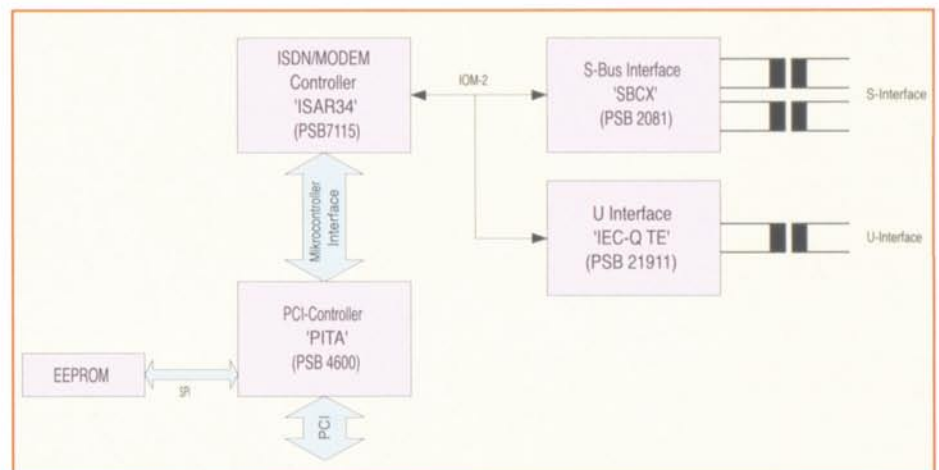 ISDN/MODEM
Controller
'ISAR34'
(PSB7115)
IOM-2
S-Bus Interface
'SBCX'
(PSB 2081)
S-Interface
U Interface
'IEC-Q TE'
(PSB 21911)
U-Interface
Mikrocontroller
Interface
PCI-Controller
'PITA'
(PSB 4600)
EEPROM
SPI
PCI